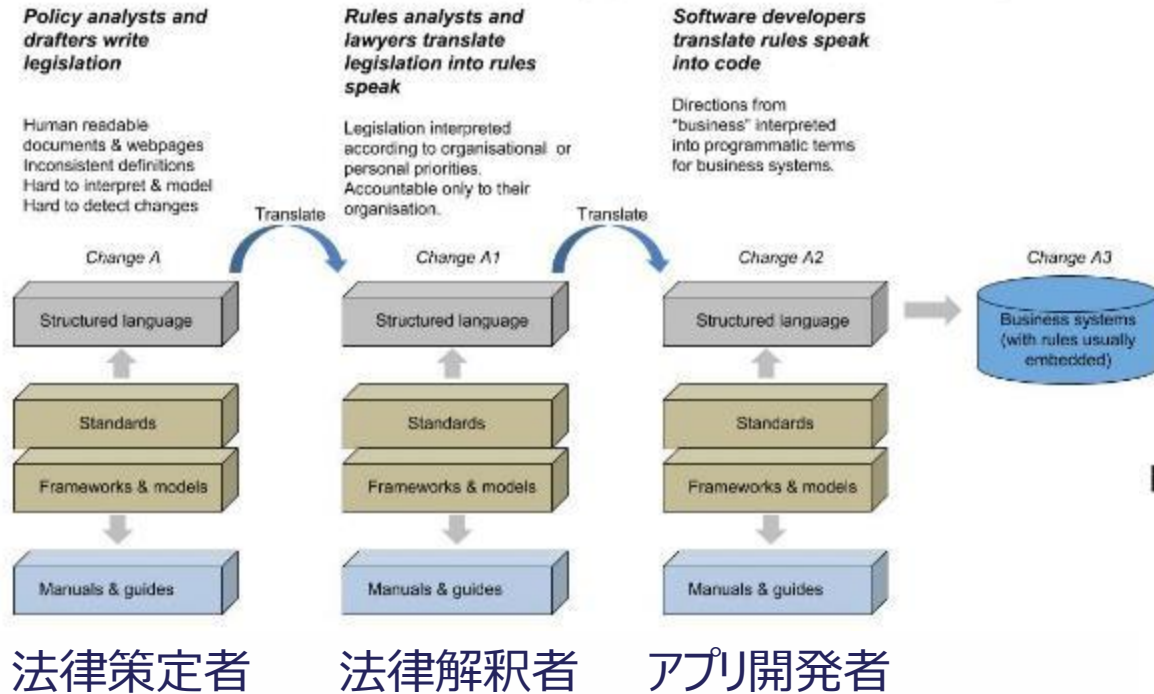 Policy analysts and
drafters write
legislation
Human readable
documents & webpages
Inconsistent definitions
Hard to interpret & model
Hard to detect changes
Rules analysts and
lawyers translate
legislation into rules
speak
Legislation interpreted
according to organisational or
personal priorities.
Accountable only to their
organisation.
Software developers
translate rules speak
into code
Directions from
"business" interpreted
into programmatic terms
for business systems.
Translate
Translate
Change A
Change A1
Change A2
Change A3
Structured language
Structured language
Structured language
Business systems
(with rules usually
embedded)
Standards
Standards
Standards
Frameworks & models
Frameworks & models
Frameworks & models
Manuals & guides
Manuals & guides
Manuals & guides
法律策定者
法律解釈者
アプリ開発者